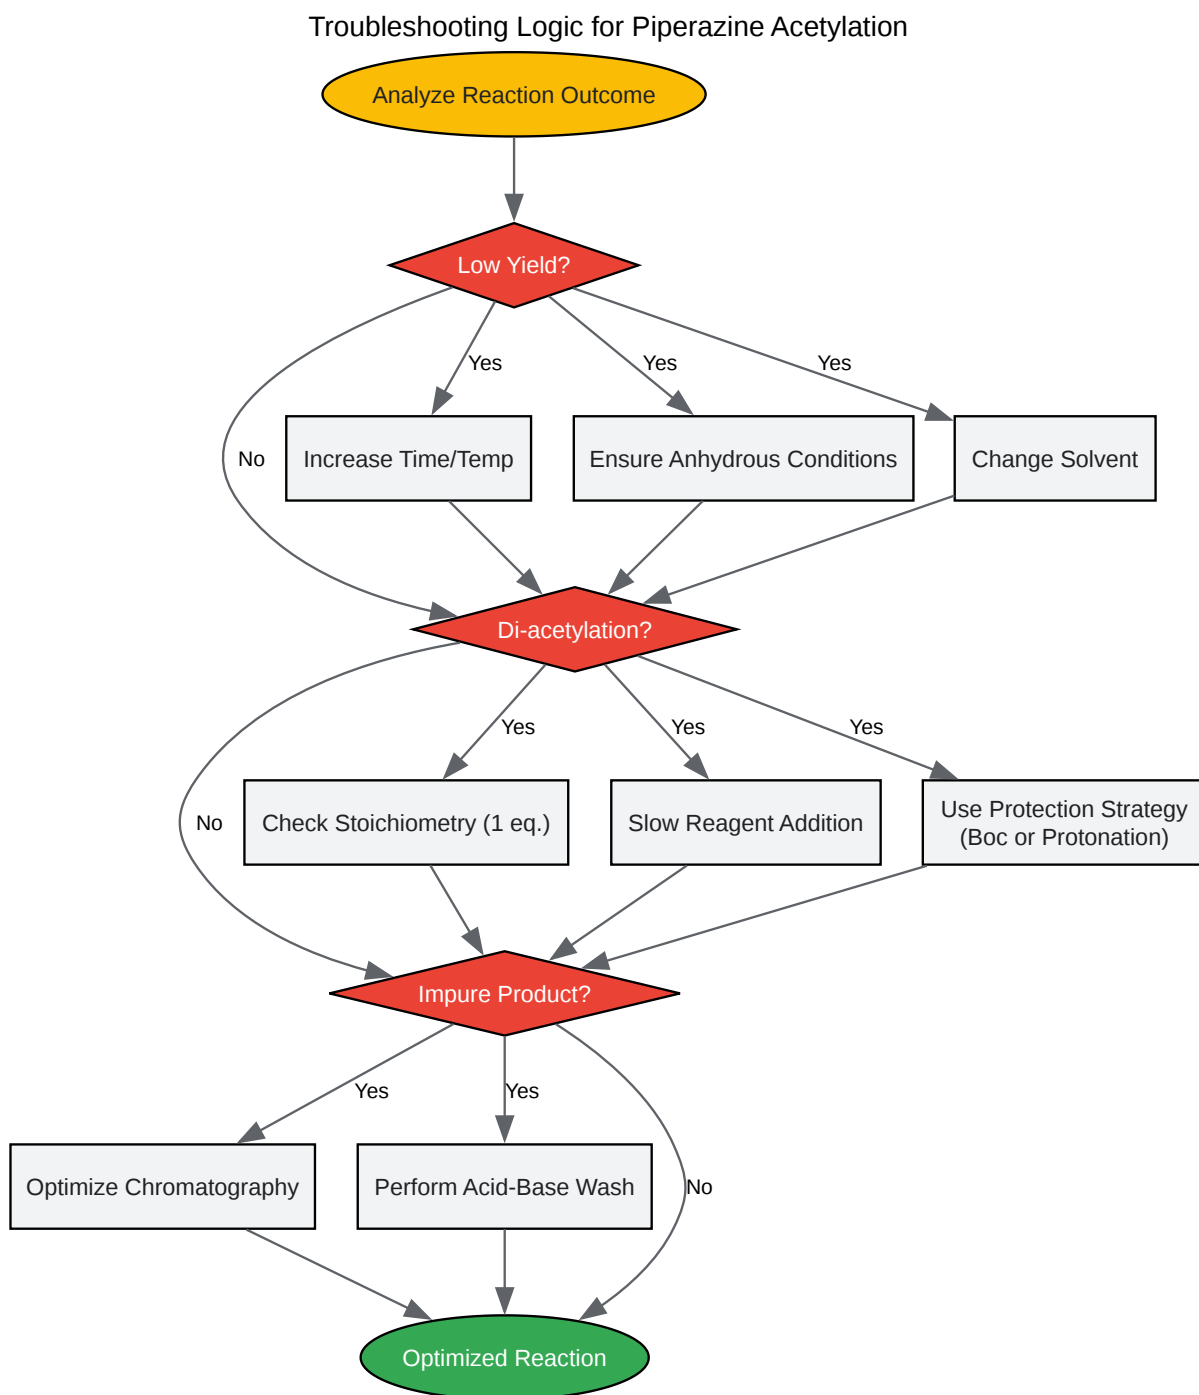 Troubleshooting Logic for Piperazine Acetylation
Analyze Reaction Outcome
Low Yield?
Yes
Yes
Yes
No
Increase Time/Temp
Ensure Anhydrous Conditions
Change Solvent
Di-acetylation?
Yes
Yes
Yes
No
Check Stoichiometry (1 eq.)
Slow Reagent Addition
Use Protection Strategy
(Boc or Protonation)
Impure Product?
Yes
Yes
No
Optimize Chromatography
Perform Acid-Base Wash
Optimized Reaction